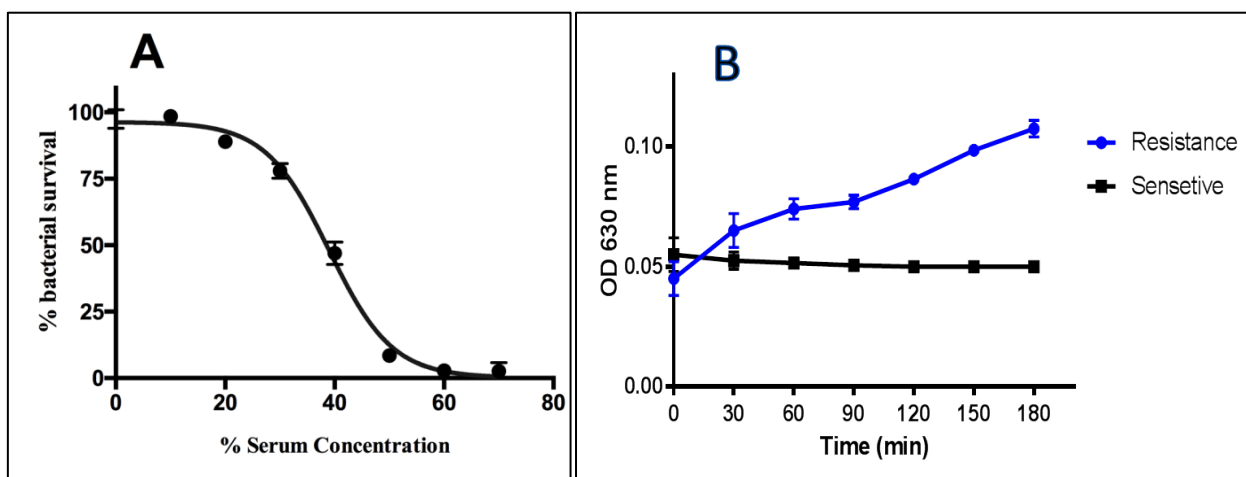 A
% bacterial survival
100
75
50
25
0
0 20 40 60 80
% Serum Concentration
B
OD 630 nm
0.10
0.05
0.00
0 30 60 90 120 150 180
Time (min)
Resistance
Sensetive